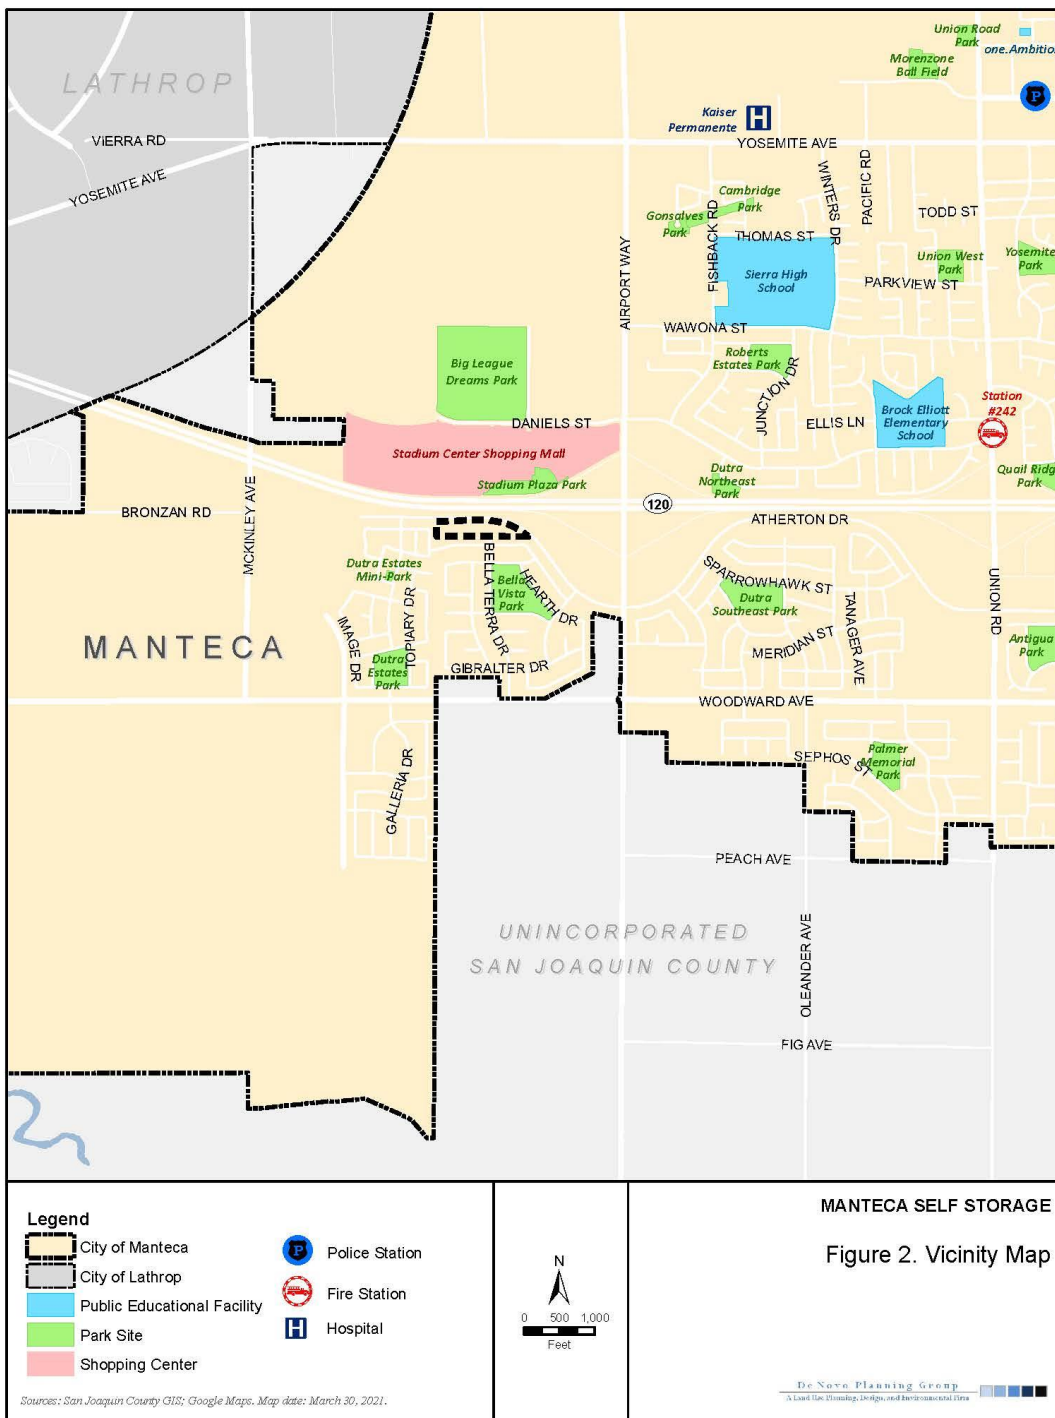 LATHROP
VIERRA RD
YOSEMITE AVE
Union Road
Park
one.Ambition
Morenzone
Ball Field
P
Kaiser
Permanente
H
YOSEMITE AVE
WINTERS DR
PACIFIC RD
Cambridge
Park
Gonsalves
Park
FISHBACK RD
THOMAS ST
TODD ST
Union West
Park
Yosemite
Park
Sierra High
School
PARKVIEW ST
AIRPORT WAY
WAWONA ST
Roberts
Estates Park
JUNCTION DR
Big League
Dreams Park
DANIELS ST
ELLIS LN
Brock Elliott
Elementary
School
Station
#242
Stadium Center Shopping Mall
Stadium Plaza Park
Dutra
Northeast
Park
Quail Ridg
Park
120
BRONZAN RD
MCKINLEY AVE
ATHERTON DR
Dutra Estates
Mini-Park
BELLA TERRA DR
Bella
Vista
Park
HEARTH DR
SPARROWHAWK ST
Dutra
Southeast Park
TANAGER AVE
UNION RD
MANTECA
IMAGE DR
TOPIARY DR
Dutra
Estates
Park
GIBRALTER DR
MERIDIAN ST
Antigua
Park
WOODWARD AVE
GALLERIA DR
SEPHOS ST
Palmer
Memorial
Park
PEACH AVE
UNINCORPORATED
SAN JOAQUIN COUNTY
OLEANDER AVE
FIG AVE
Legend
City of Manteca
City of Lathrop
Public Educational Facility
Park Site
Shopping Center
P Police Station
Fire Station
H Hospital
Sources: San Joaquin County GIS; Google Maps. Map date: March 30, 2021.
N
0 500 1,000
Feet
MANTECA SELF STORAGE
Figure 2. Vicinity Map
De Novo Planning Group
A Land Use Planning, Design, and Environmental Firm